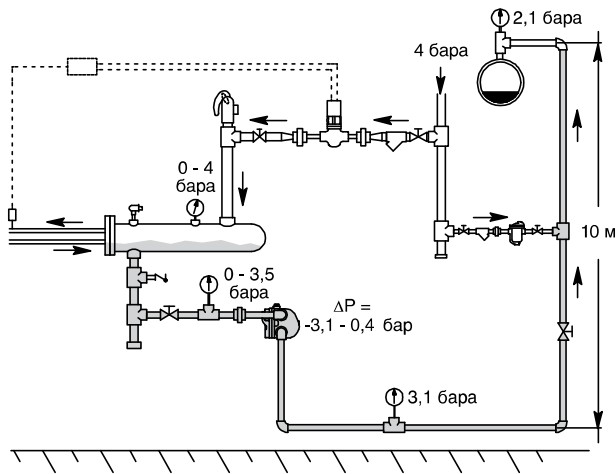 2,1 бара
4 бара
0 - 4
бара
10 м
0 - 3,5
бара
ΔP =
-3,1 - 0,4 бар
3,1 бара